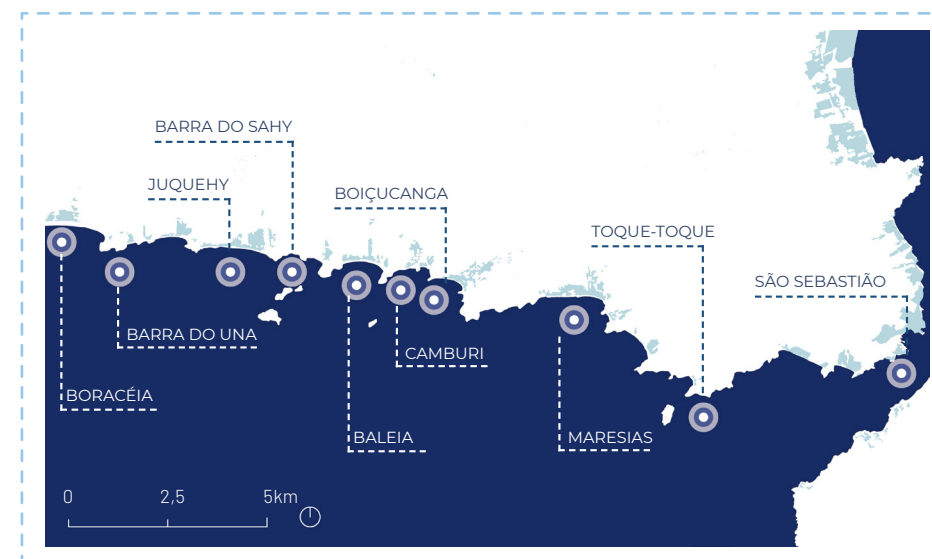 BARRA DO SAHY
JUQUEHY
BOIÇUCANGA
TOQUE-TOQUE
SÃO SEBASTIÃO
BARRA DO UNA
CAMBURI
BORACÉIA
BALEIA
MARESIAS
0 2,5 5km